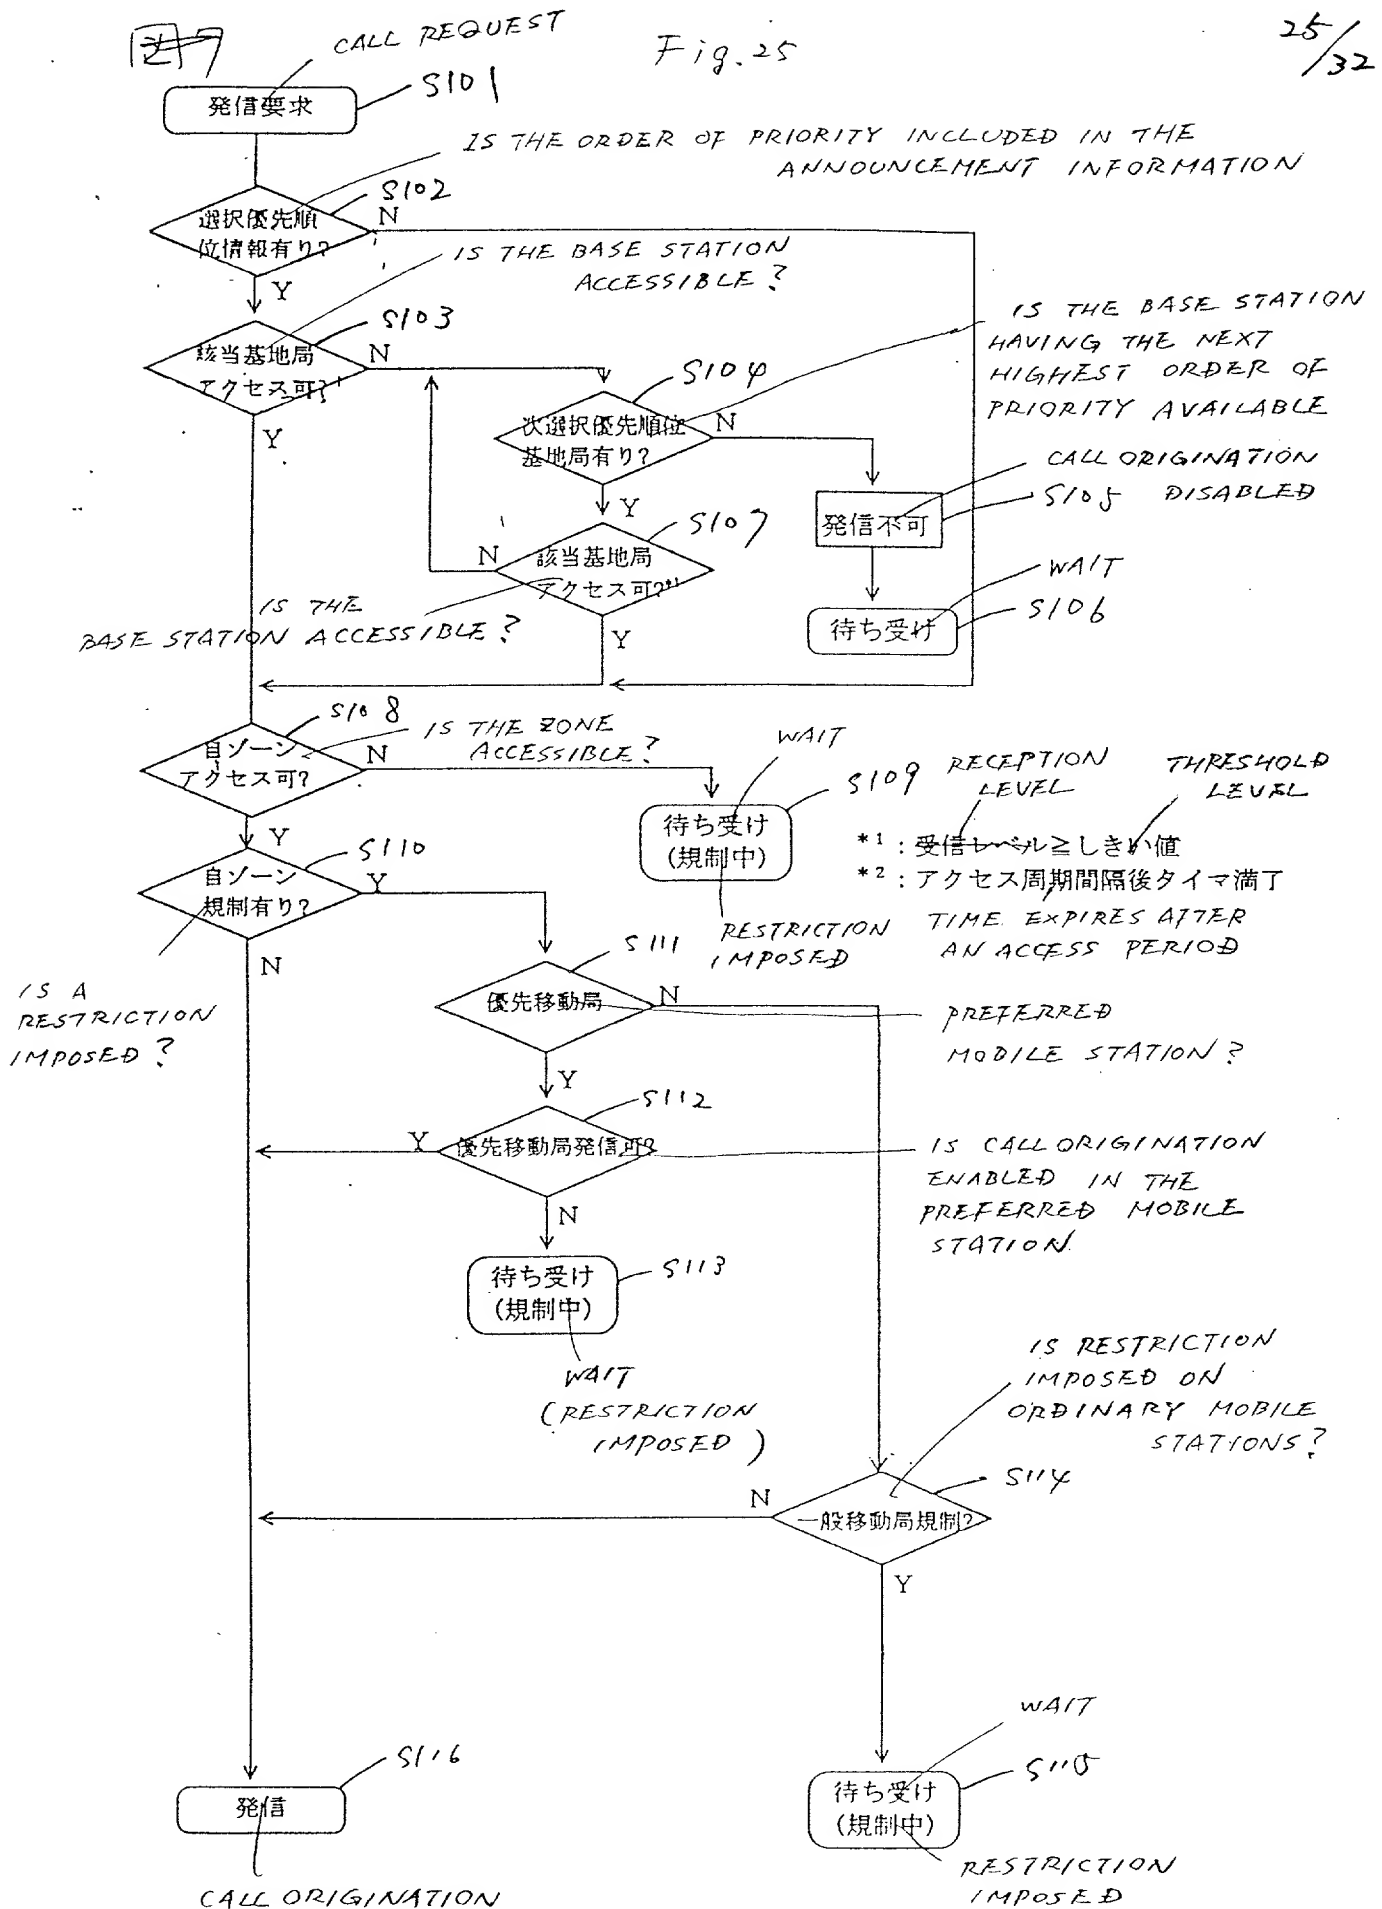 図7
CALL REQUEST
Fig. 25
25/32
発信要求
S101
IS THE ORDER OF PRIORITY INCLUDED IN THE
ANNOUNCEMENT INFORMATION
S102
選択優先順
位情報有り?
N
Y
IS THE BASE STATION
ACCESSIBLE?
S103
該当基地局
アクセス可?*1
N
Y
IS THE BASE STATION
HAVING THE NEXT
HIGHEST ORDER OF
PRIORITY AVAILABLE
S104
次選択優先順位
基地局有り?
N
Y
CALL ORIGINATION
DISABLED
S105
発信不可
S107
該当基地局
アクセス可?*1
N
Y
IS THE
BASE STATION ACCESSIBLE?
WAIT
S106
待ち受け
S108
自ゾーン
アクセス可?
N
Y
IS THE ZONE
ACCESSIBLE?
WAIT
S109
待ち受け
(規制中)
RESTRICTION
IMPOSED
RECEPTION
LEVEL
THRESHOLD
LEVEL
*1:受信レベル≧しきい値
*2:アクセス周期間隔後タイマ満了
TIME EXPIRES AFTER
AN ACCESS PERIOD
S110
自ゾーン
規制有り?
Y
N
IS A
RESTRICTION
IMPOSED?
S111
優先移動局
N
Y
PREFERRED
MODILE STATION?
S112
優先移動局発信可?
Y
N
IS CALL ORIGINATION
ENABLED IN THE
PREFERRED MOBILE
STATION
S113
待ち受け
(規制中)
WAIT
(RESTRICTION
IMPOSED)
IS RESTRICTION
IMPOSED ON
ORDINARY MOBILE
STATIONS?
S114
一般移動局規制?
N
Y
WAIT
S115
待ち受け
(規制中)
RESTRICTION
IMPOSED
S116
発信
CALL ORIGINATION